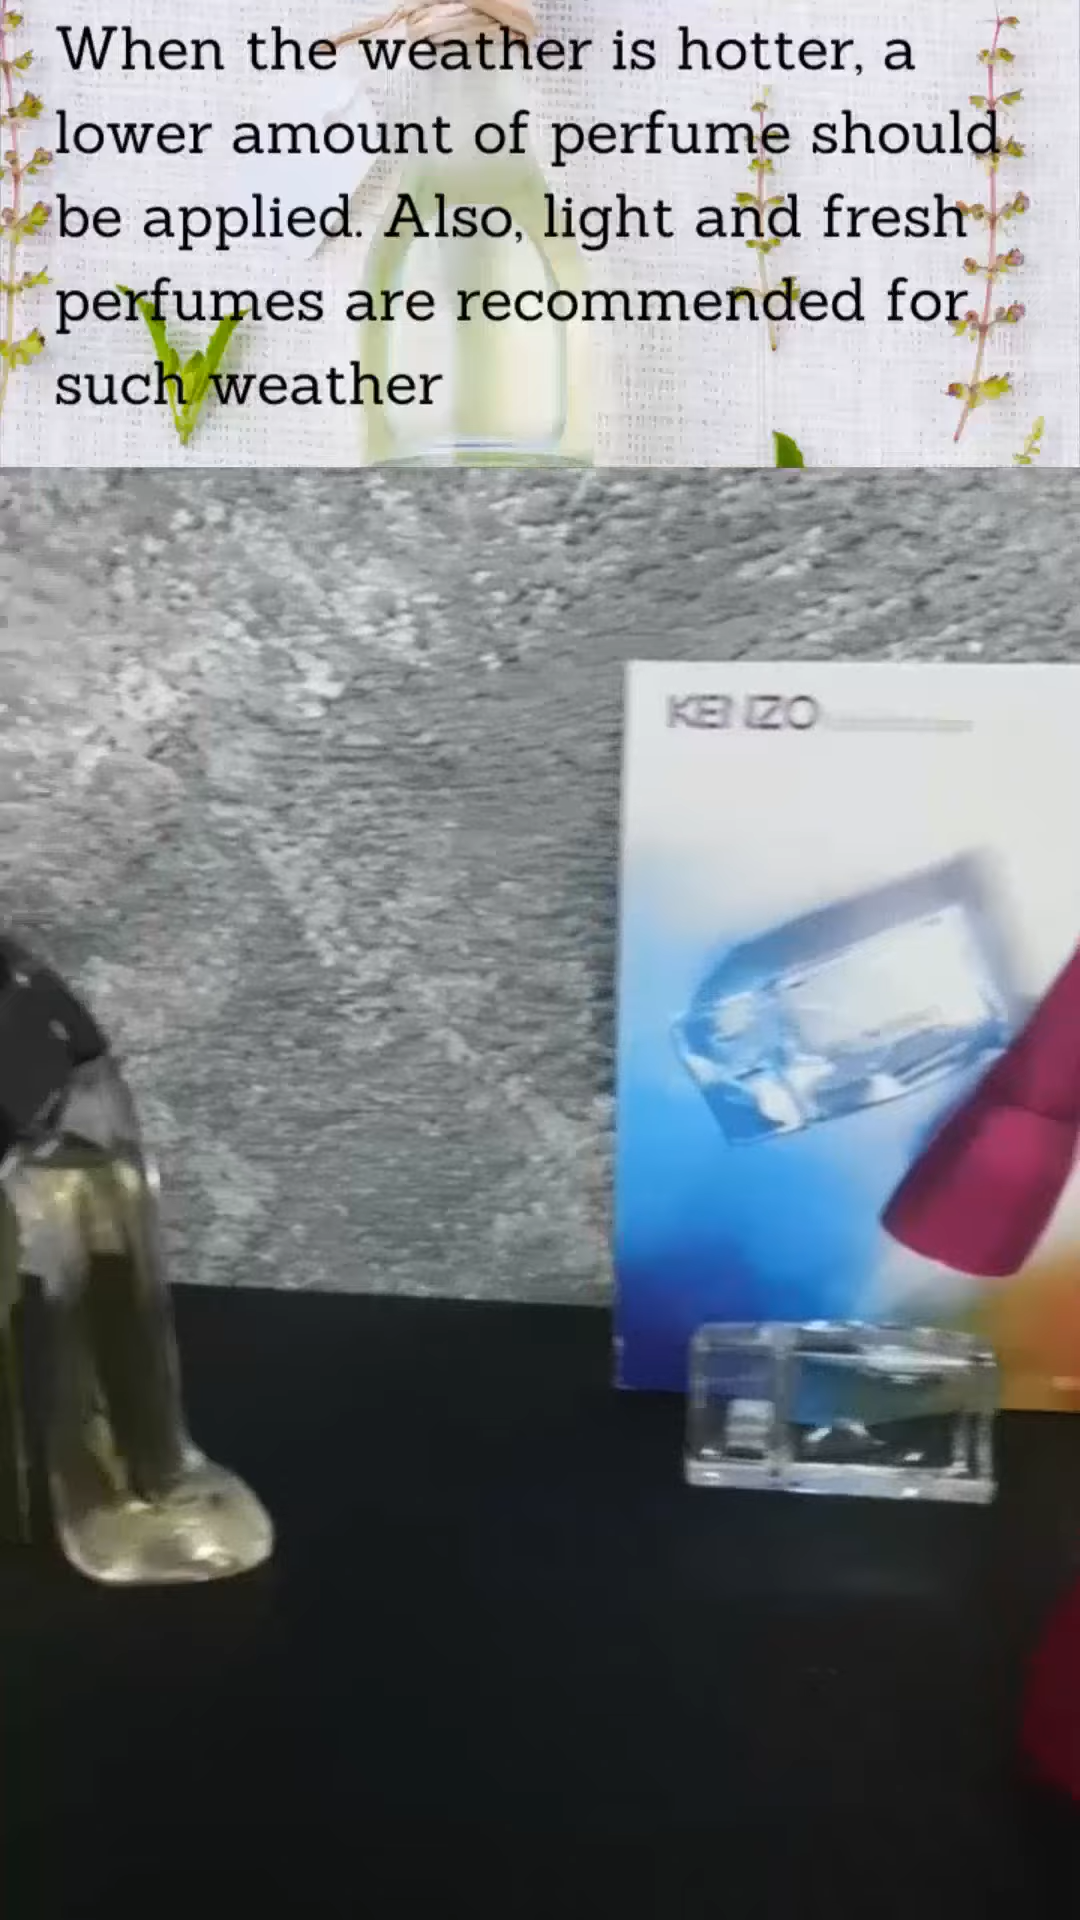 When the weather is hotter, a
lower amount of perfume should
be applied. Also, light and fresh
perfumes are recommended for
such weather
KENZO